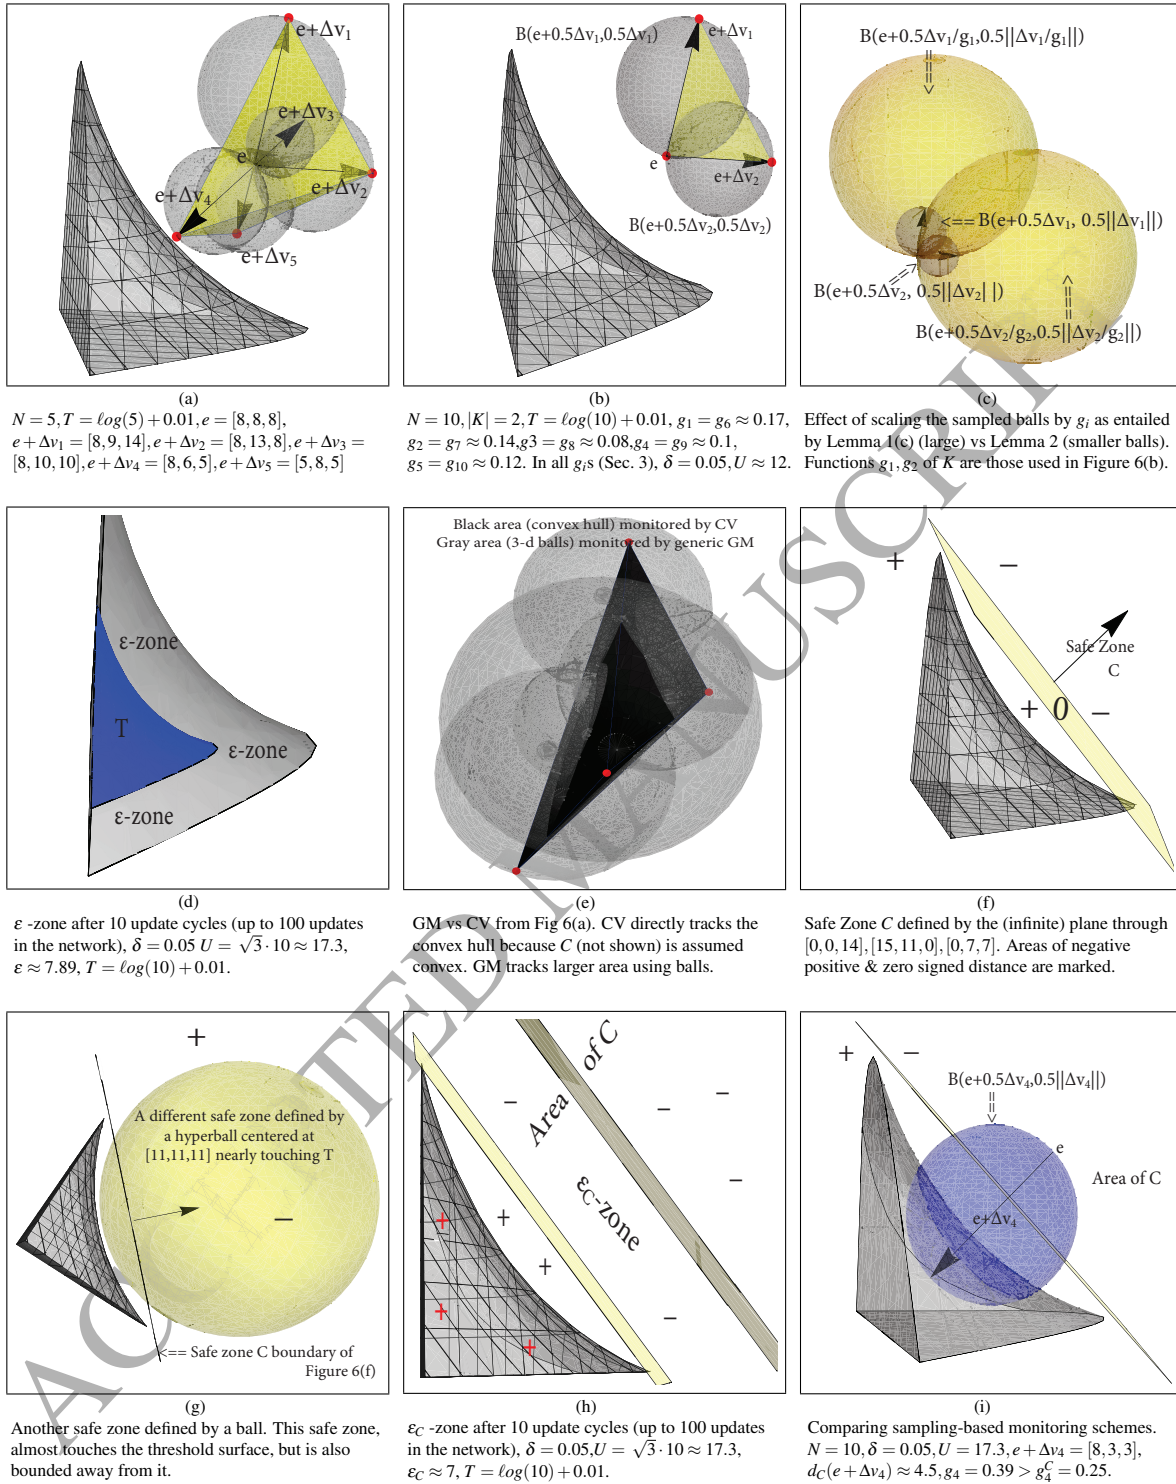 e+Δv₁
e+Δv₃
e
e+Δv₂
e+Δv₄
e+Δv₅
(a)
N = 5, T = ℓog(5) + 0.01, e = [8,8,8],
e+Δv₁ = [8,9,14], e+Δv₂ = [8,13,8], e+Δv₃ =
[8,10,10], e+Δv₄ = [8,6,5], e+Δv₅ = [5,8,5]
B(e+0.5Δv₁,0.5Δv₁)
e+Δv₁
e
e+Δv₂
B(e+0.5Δv₂,0.5Δv₂)
(b)
N = 10, |K| = 2, T = ℓog(10) + 0.01, g₁ = g₆ ≈ 0.17,
g₂ = g₇ ≈ 0.14, g3 = g₈ ≈ 0.08, g₄ = g₉ ≈ 0.1,
g₅ = g₁₀ ≈ 0.12. In all gᵢs (Sec. 3), δ = 0.05, U ≈ 12.
B(e+0.5Δv₁/g₁,0.5||Δv₁/g₁||)
<== B(e+0.5Δv₁, 0.5||Δv₁||)
B(e+0.5Δv₂, 0.5||Δv₂| |)
B(e+0.5Δv₂/g₂,0.5||Δv₂/g₂||)
(c)
Effect of scaling the sampled balls by gᵢ as entailed
by Lemma 1(c) (large) vs Lemma 2 (smaller balls).
Functions g₁, g₂ of K are those used in Figure 6(b).
ε-zone
T
ε-zone
ε-zone
(d)
ε -zone after 10 update cycles (up to 100 updates
in the network), δ = 0.05 U = √3 · 10 ≈ 17.3,
ε ≈ 7.89, T = ℓog(10) + 0.01.
Black area (convex hull) monitored by CV
Gray area (3-d balls) monitored by generic GM
(e)
GM vs CV from Fig 6(a). CV directly tracks the
convex hull because C (not shown) is assumed
convex. GM tracks larger area using balls.
+ −
Safe Zone
C
+ 0 −
(f)
Safe Zone C defined by the (infinite) plane through
[0,0,14], [15,11,0], [0,7,7]. Areas of negative
positive & zero signed distance are marked.
+
A different safe zone defined by
a hyperball centered at
[11,11,11] nearly touching T
−
<== Safe zone C boundary of
Figure 6(f)
(g)
Another safe zone defined by a ball. This safe zone,
almost touches the threshold surface, but is also
bounded away from it.
Area of C
εC-zone
− − − − −
+ +
+ + +
(h)
εC -zone after 10 update cycles (up to 100 updates
in the network), δ = 0.05, U = √3 · 10 ≈ 17.3,
εC ≈ 7, T = ℓog(10) + 0.01.
+ −
B(e+0.5Δv₄,0.5||Δv₄||)
e
Area of C
e+Δv₄
(i)
Comparing sampling-based monitoring schemes.
N = 10, δ = 0.05, U = 17.3, e+Δv₄ = [8,3,3],
dC(e+Δv₄) ≈ 4.5, g₄ = 0.39 > g₄ᶜ = 0.25.
ACCEPTED MANUSCRIPT